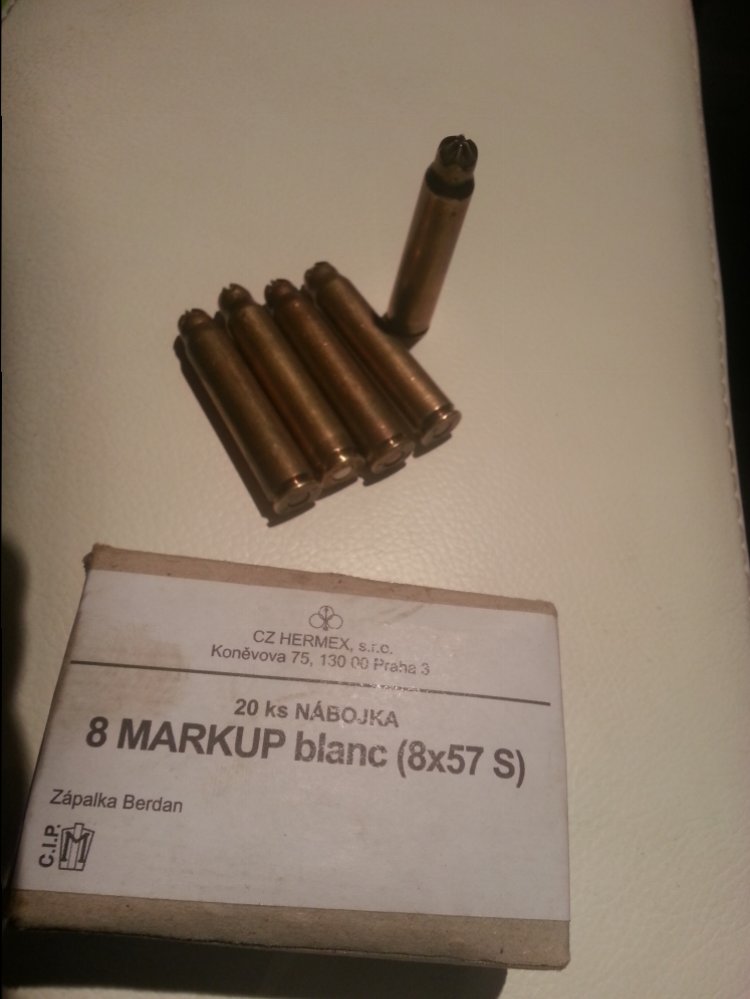 CZ HERMEX, s.r.o.
Koněvova 75, 130 00 Praha 3
20 ks NÁBOJKA
8 MARKUP blanc (8x57 S)
Zápalka Berdan
C.I.P.
M